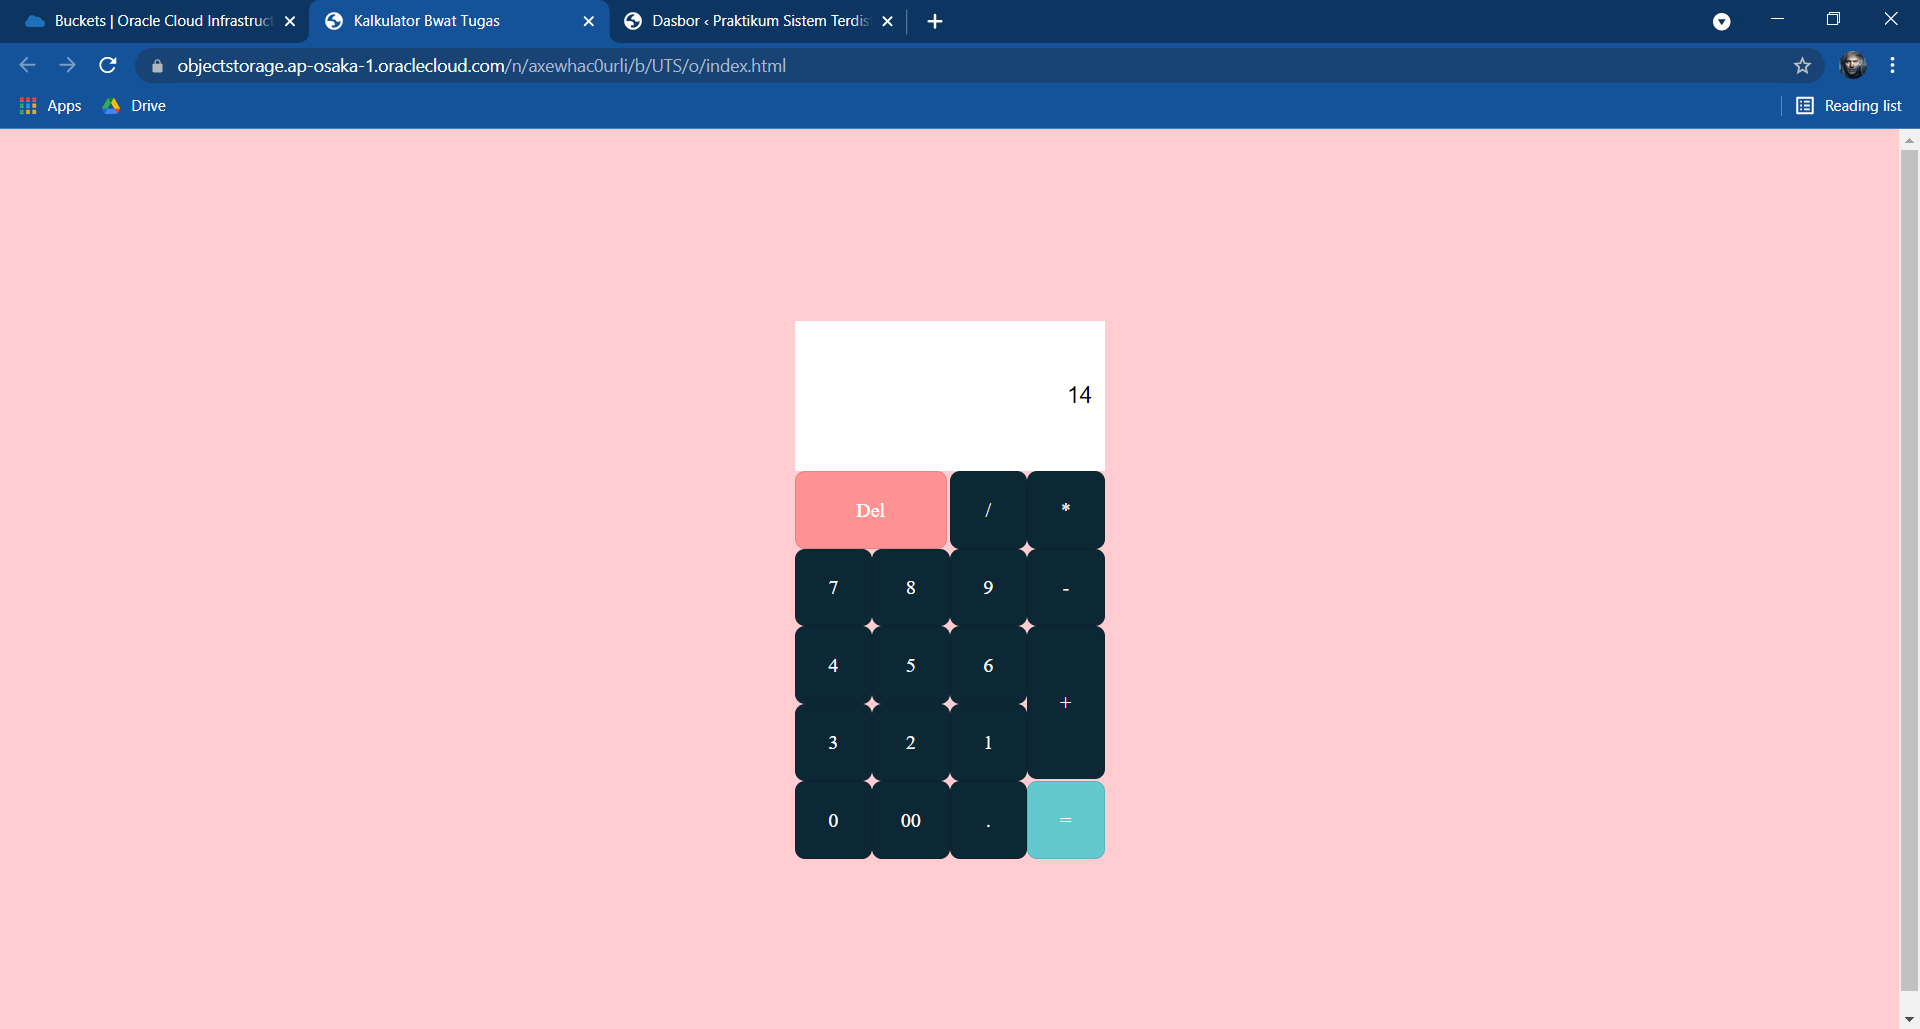 Buckets | Oracle Cloud Infrastruct
Kalkulator Bwat Tugas
Dasbor ‹ Praktikum Sistem Terdis
objectstorage.ap-osaka-1.oraclecloud.com/n/axewhac0urli/b/UTS/o/index.html
Apps
Drive
Reading list
14
Del / *
7 8 9 -
4 5 6
+
3 2 1
0 00 . =